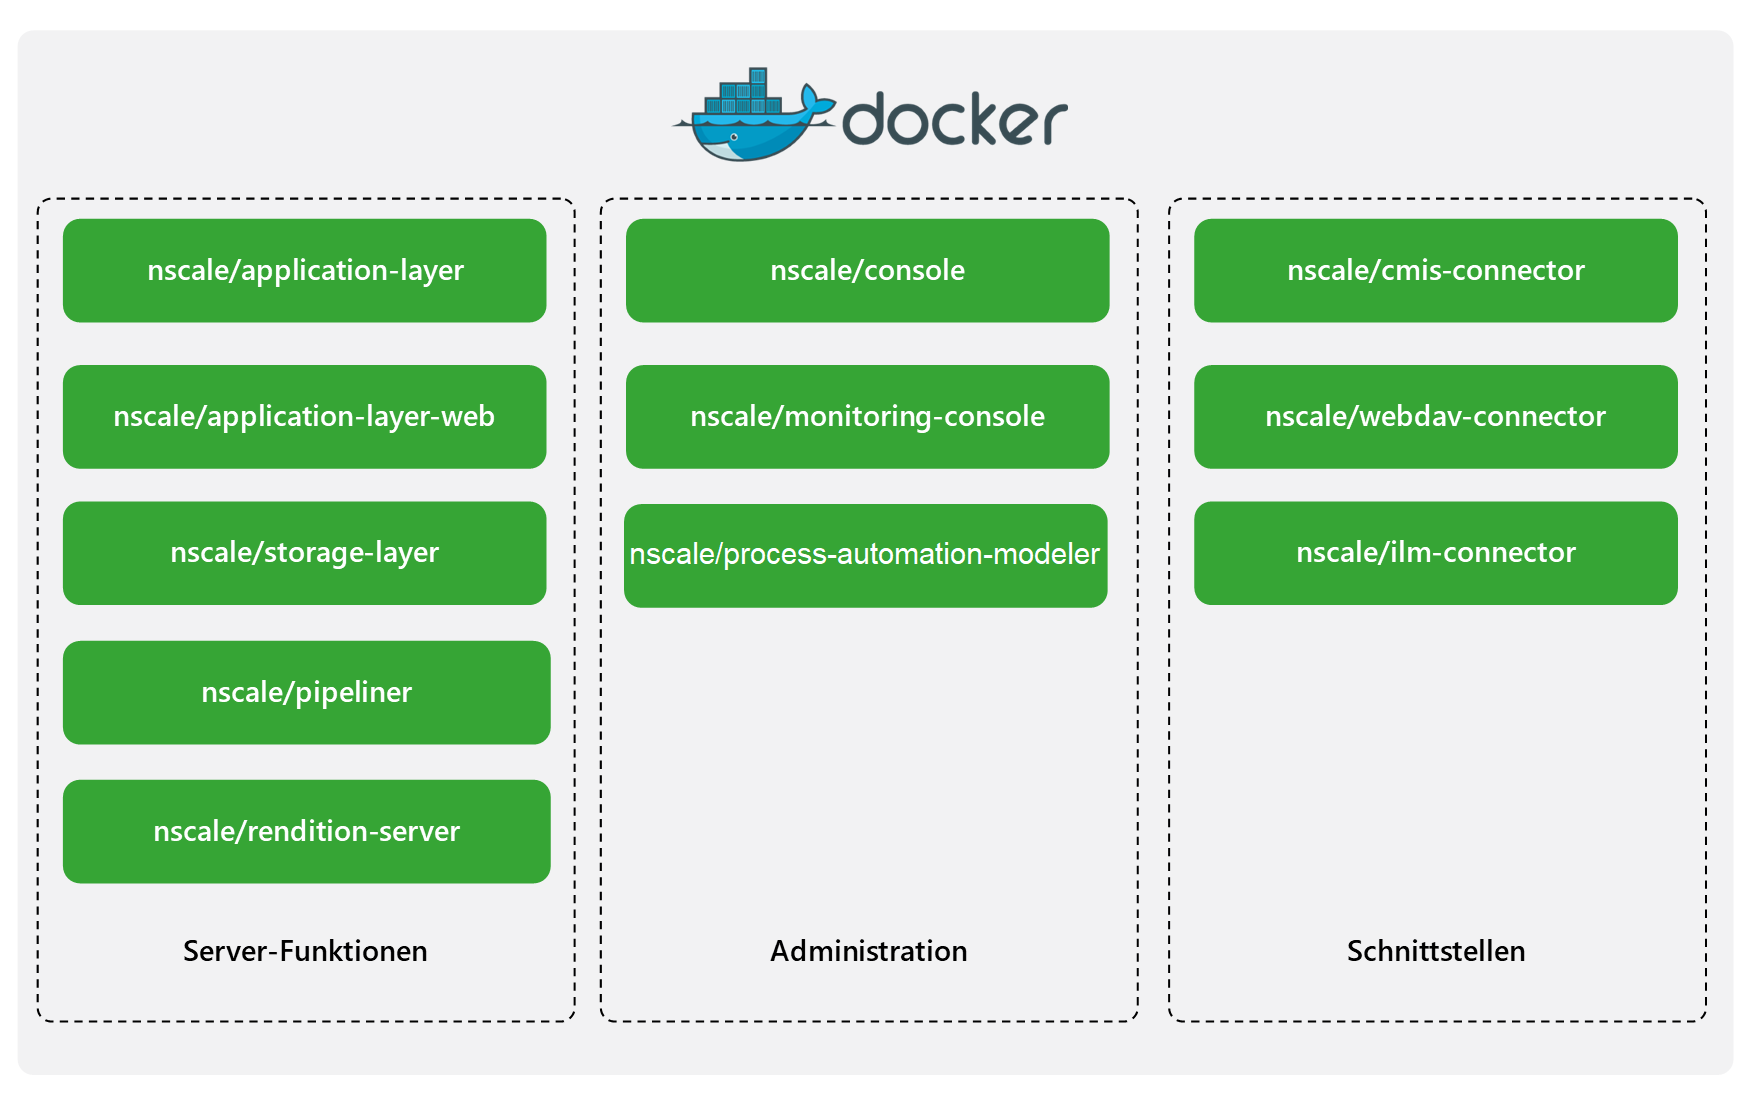 docker
nscale/application-layer
nscale/application-layer-web
nscale/storage-layer
nscale/pipeliner
nscale/rendition-server
Server-Funktionen
nscale/console
nscale/monitoring-console
nscale/process-automation-modeler
Administration
nscale/cmis-connector
nscale/webdav-connector
nscale/ilm-connector
Schnittstellen